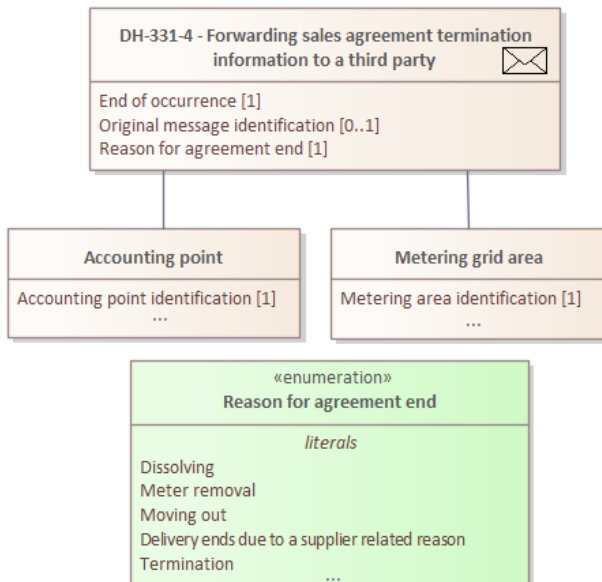 DH-331-4 - Forwarding sales agreement termination
information to a third party
End of occurrence [1]
Original message identification [0..1]
Reason for agreement end [1]
Accounting point
Accounting point identification [1]
...
Metering grid area
Metering area identification [1]
...
«enumeration»
Reason for agreement end
literals
Dissolving
Meter removal
Moving out
Delivery ends due to a supplier related reason
Termination
...